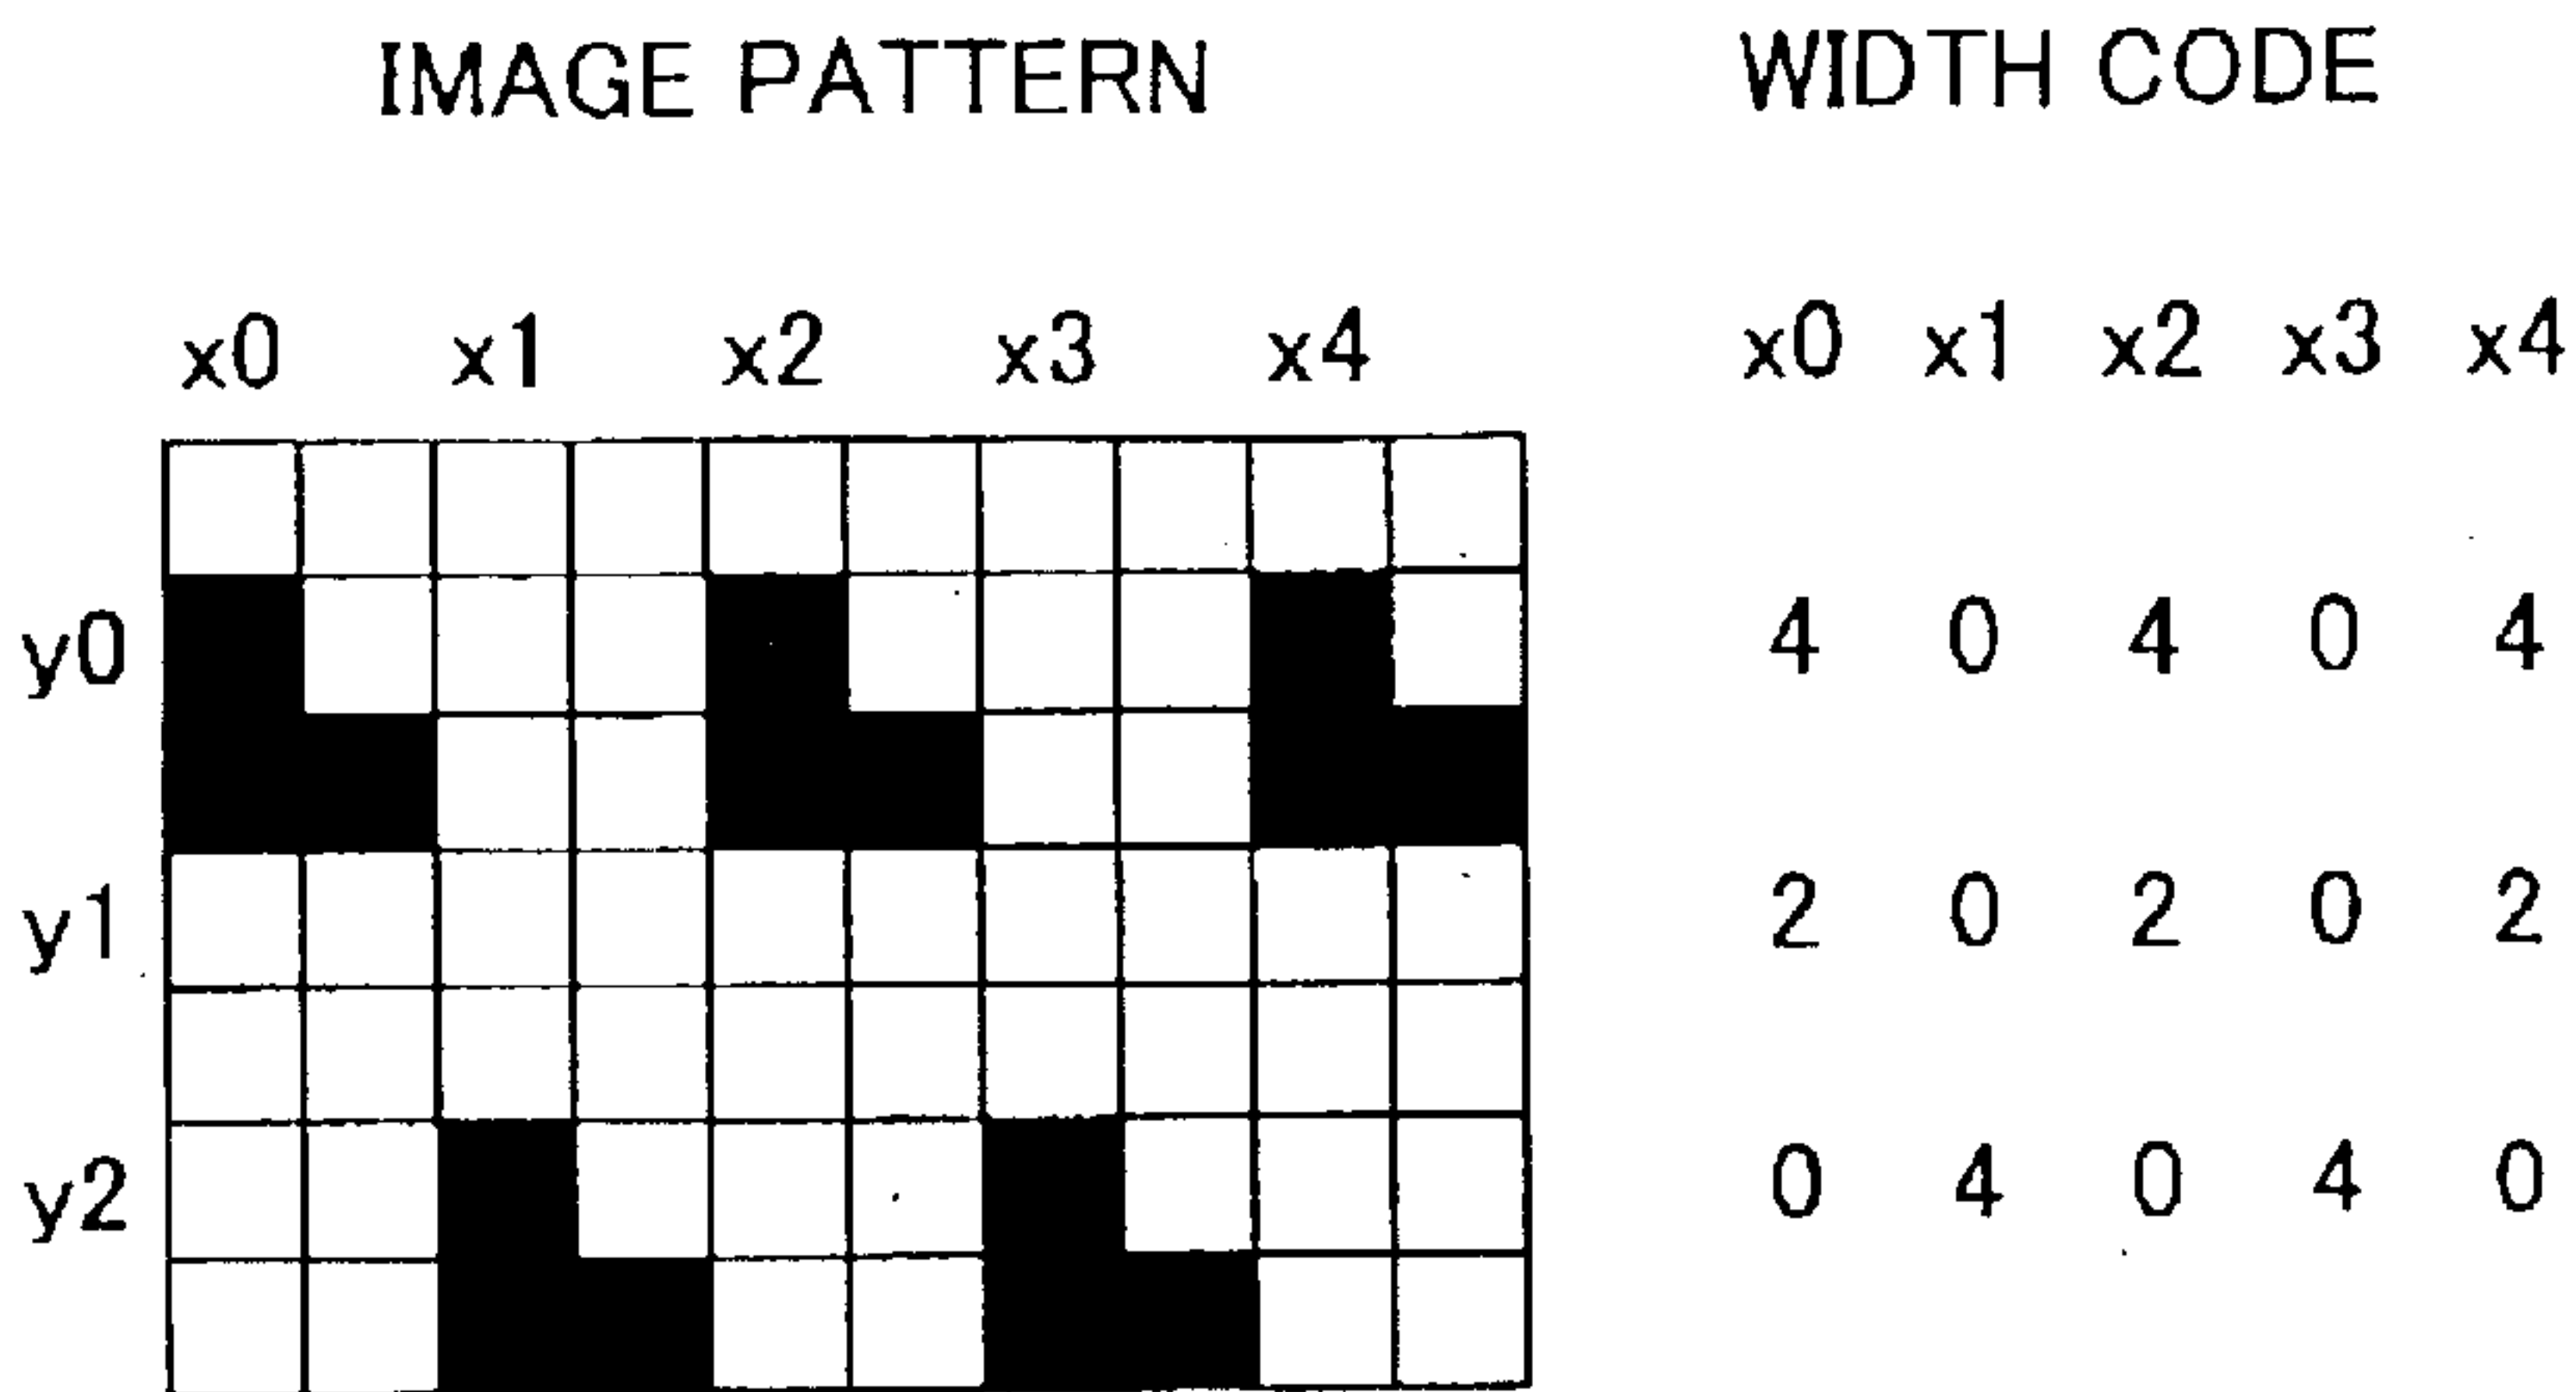 IMAGE PATTERN WIDTH CODE
x0 x1 x2 x3 x4 x0 x1 x2 x3 x4
y0 4 0 4 0 4
y1 2 0 2 0 2
y2 0 4 0 4 0